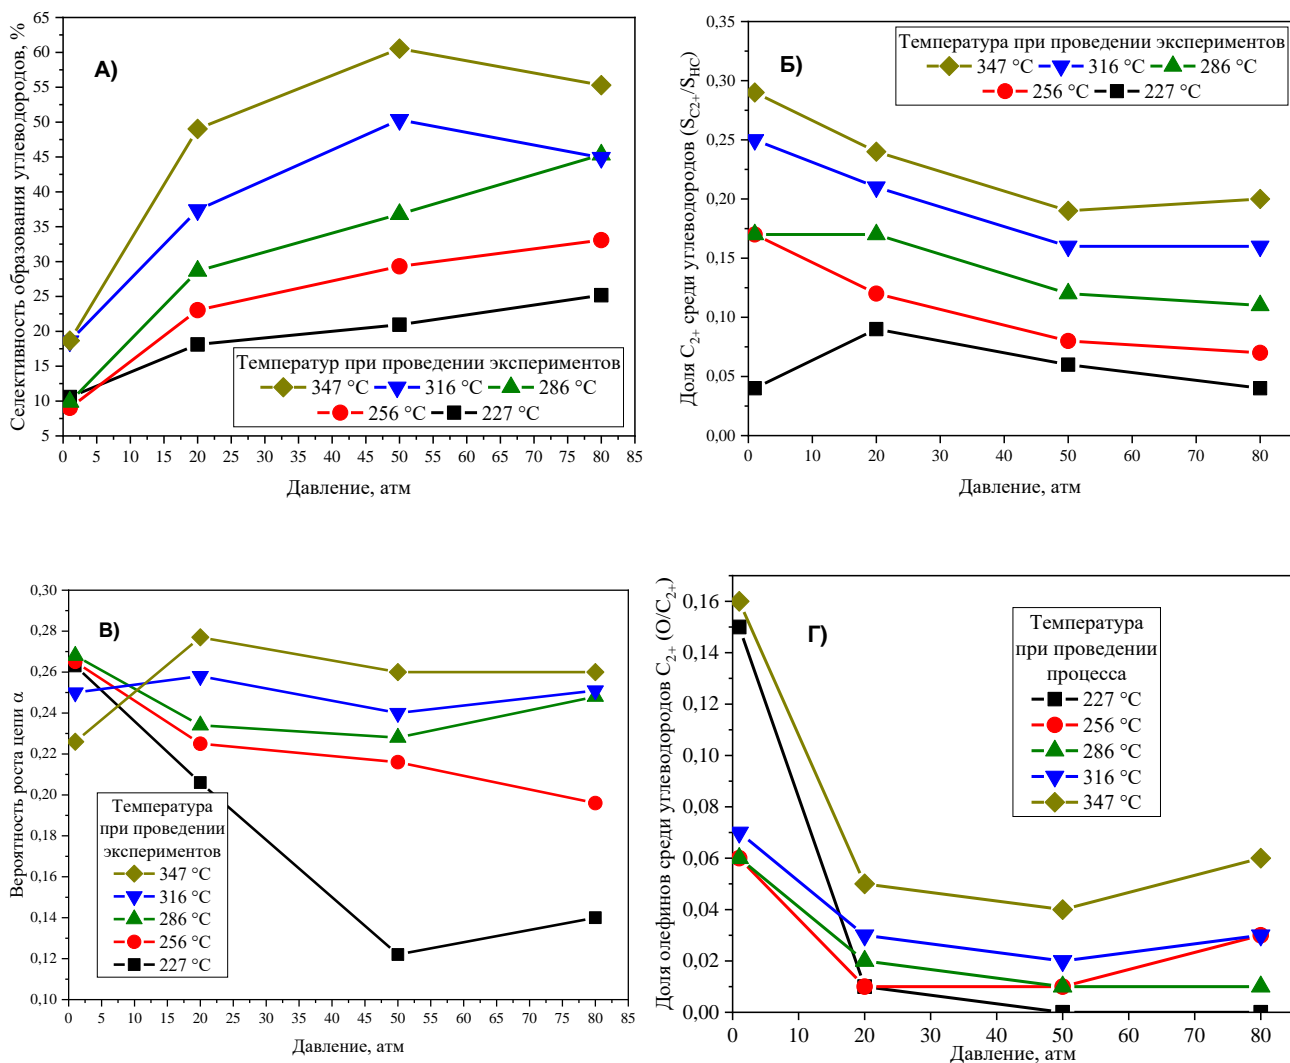 А)
Селективность образования углеводородов, %
65
60
55
50
45
40
35
30
25
20
15
10
5
Температур при проведении экспериментов
347 °C 316 °C 286 °C
256 °C 227 °C
0 5 10 15 20 25 30 35 40 45 50 55 60 65 70 75 80 85
Давление, атм
Б)
Доля C2+ среди углеводородов (SC2+/SHC)
0,35
0,30
0,25
0,20
0,15
0,10
0,05
0,00
Температура при проведении экспериментов
347 °C 316 °C 286 °C
256 °C 227 °C
0 10 20 30 40 50 60 70 80
Давление, атм
В)
Вероятность роста цепи α
0,30
0,28
0,26
0,24
0,22
0,20
0,18
0,16
0,14
0,12
0,10
Температура
при проведении
экспериментов
347 °C
316 °C
286 °C
256 °C
227 °C
0 5 10 15 20 25 30 35 40 45 50 55 60 65 70 75 80 85
Давление, атм
Г)
Доля олефинов среди углеводородов C2+ (O/C2+)
0,16
0,14
0,12
0,10
0,08
0,06
0,04
0,02
0,00
Температура
при проведении
процесса
227 °C
256 °C
286 °C
316 °C
347 °C
0 10 20 30 40 50 60 70 80
Давление, атм